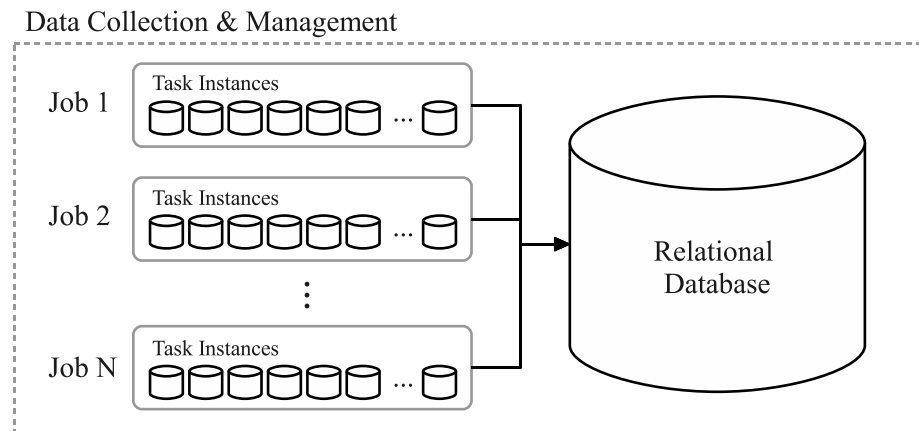 Data Collection & Management
Job 1
Task Instances
...
Job 2
Task Instances
...
Job N
Task Instances
...
Relational
Database